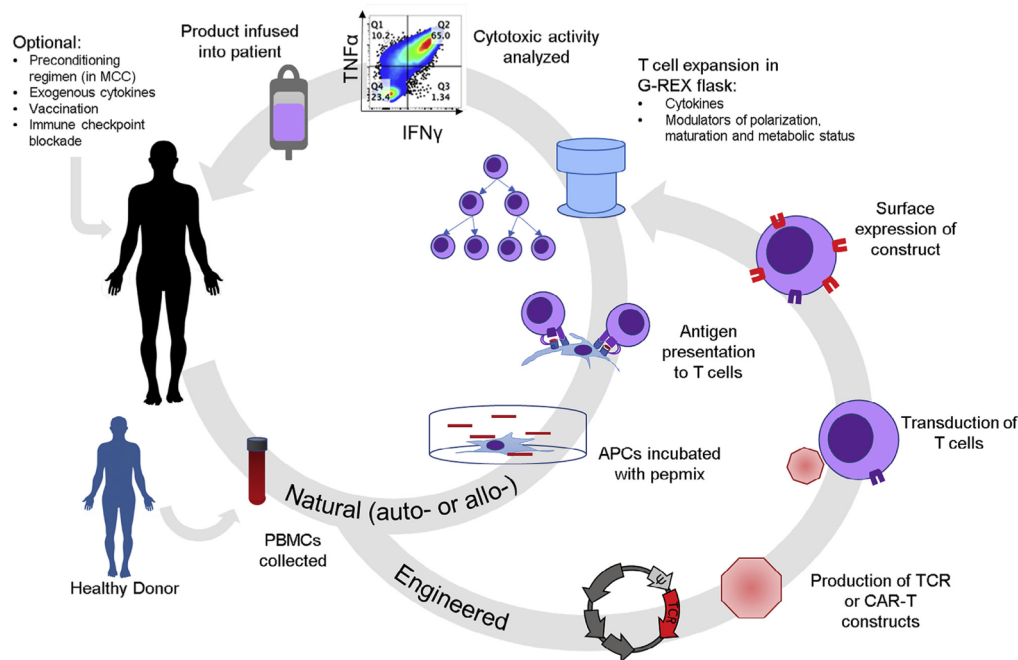 Optional:
• Preconditioning
regimen (in MCC)
• Exogenous cytokines
• Vaccination
• Immune checkpoint
blockade
Product infused
into patient
TNFα
Q1
10.2
Q2
65.0
Q4
23.4
Q3
1.34
IFNγ
Cytotoxic activity
analyzed
T cell expansion in
G-REX flask:
• Cytokines
• Modulators of polarization,
maturation and metabolic status
Surface
expression of
construct
Antigen
presentation
to T cells
Transduction of
T cells
APCs incubated
with pepmix
Natural (auto- or allo-)
PBMCs
collected
Healthy Donor
Engineered
ψ
TCR
Production of TCR
or CAR-T
constructs